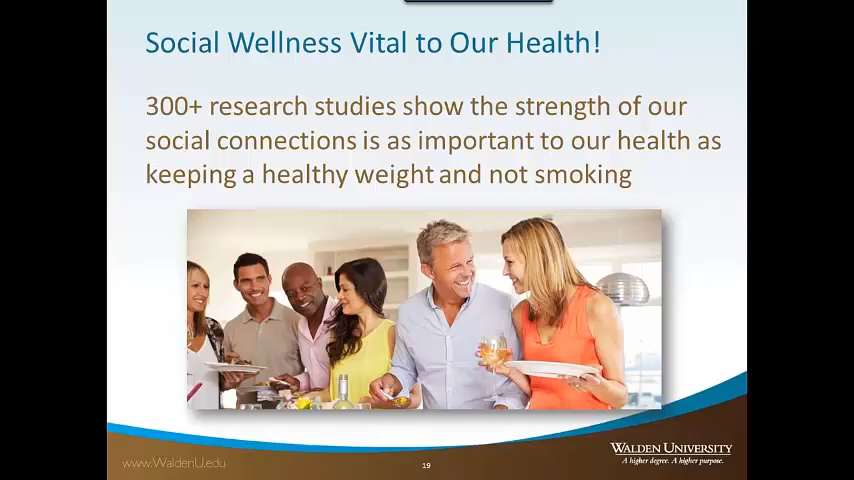 Social Wellness Vital to Our Health!
300+ research studies show the strength of our
social connections is as important to our health as
keeping a healthy weight and not smoking
www.WaldenU.edu
19
WALDEN UNIVERSITY
A higher degree. A higher purpose.